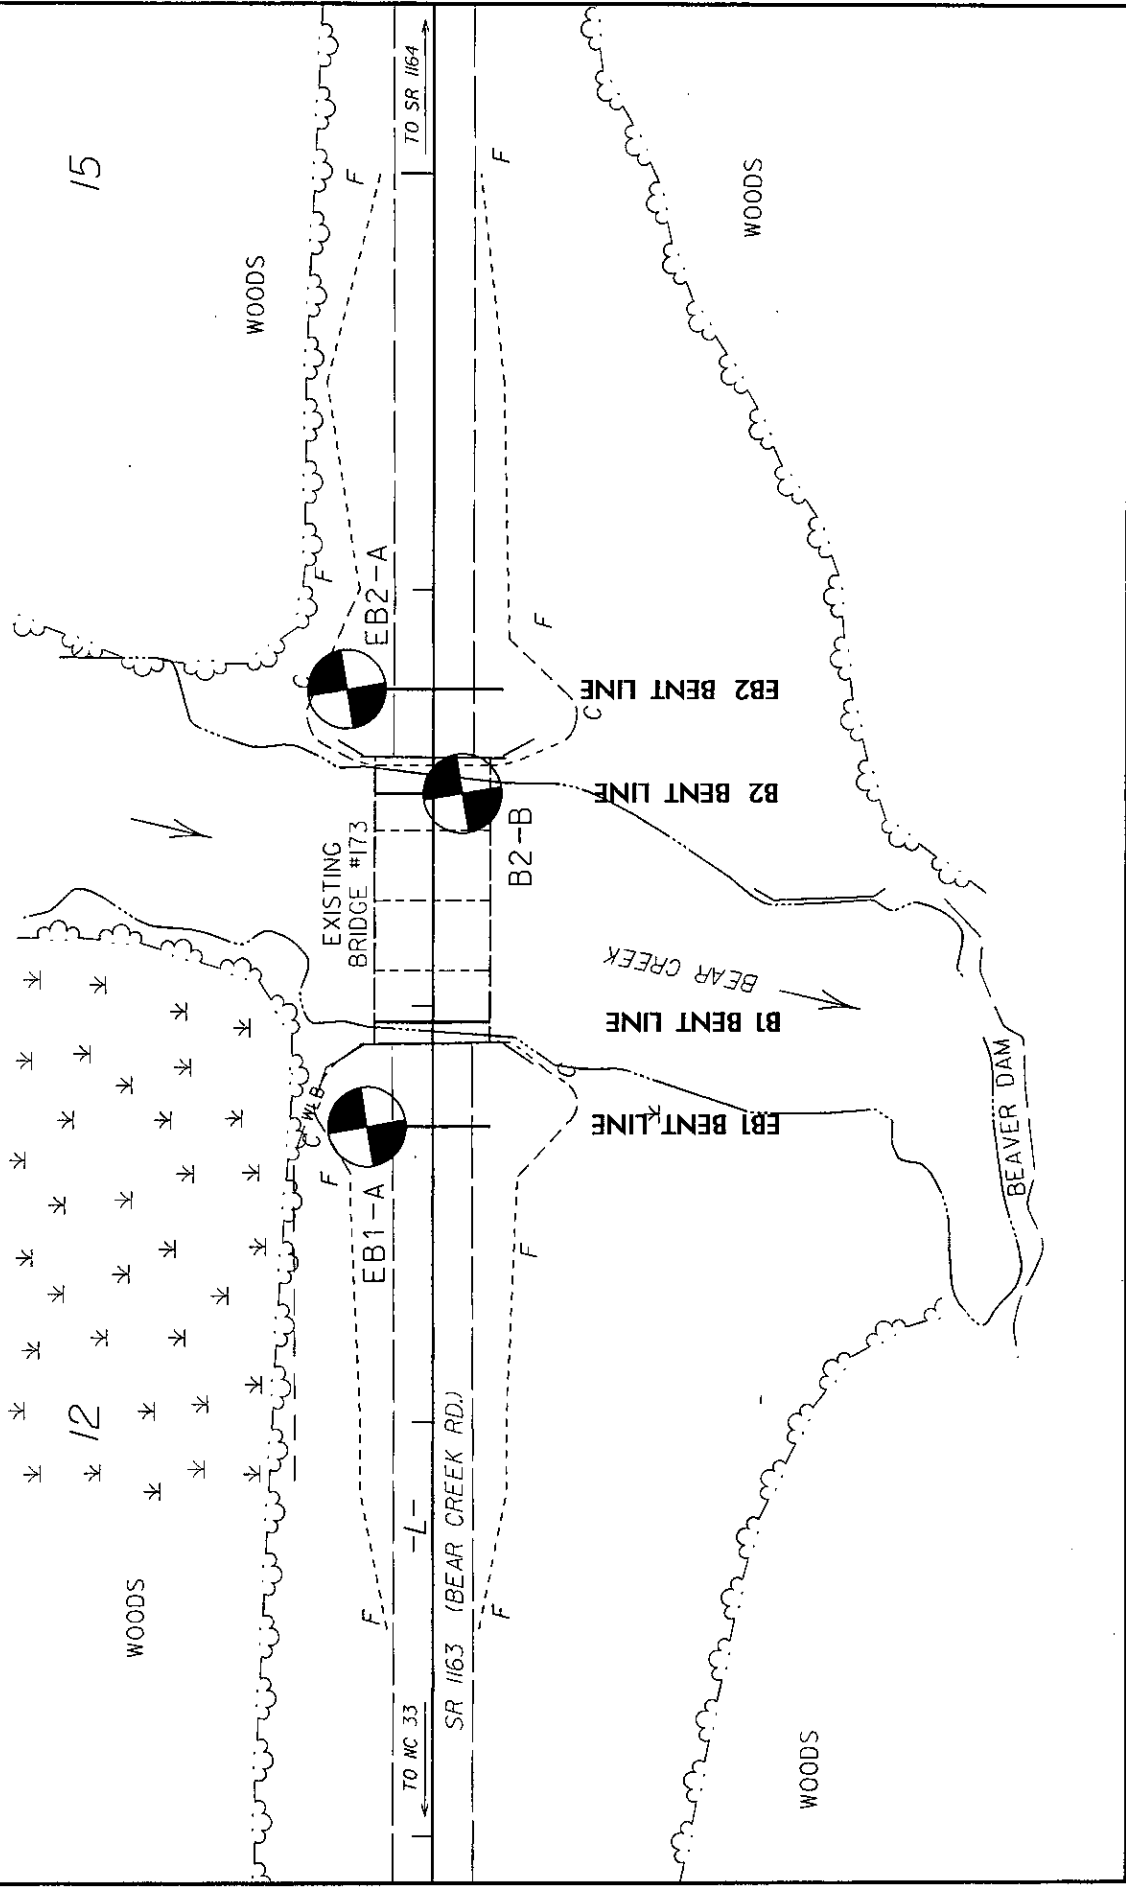 15
WOODS
TO SR 1164
F
F
WOODS
F
EB2-A
F
C
C
EB2 BENT LINE
B2 BENT LINE
B2-B
EXISTING
BRIDGE #173
BEAR CREEK
B1 BENT LINE
EB1 BENT LINE
BEAVER DAM
C
WLB
C
F
EB1-A
F
12
WOODS
-L-
SR 1163 (BEAR CREEK RD.)
F
F
TO NC 33
WOODS